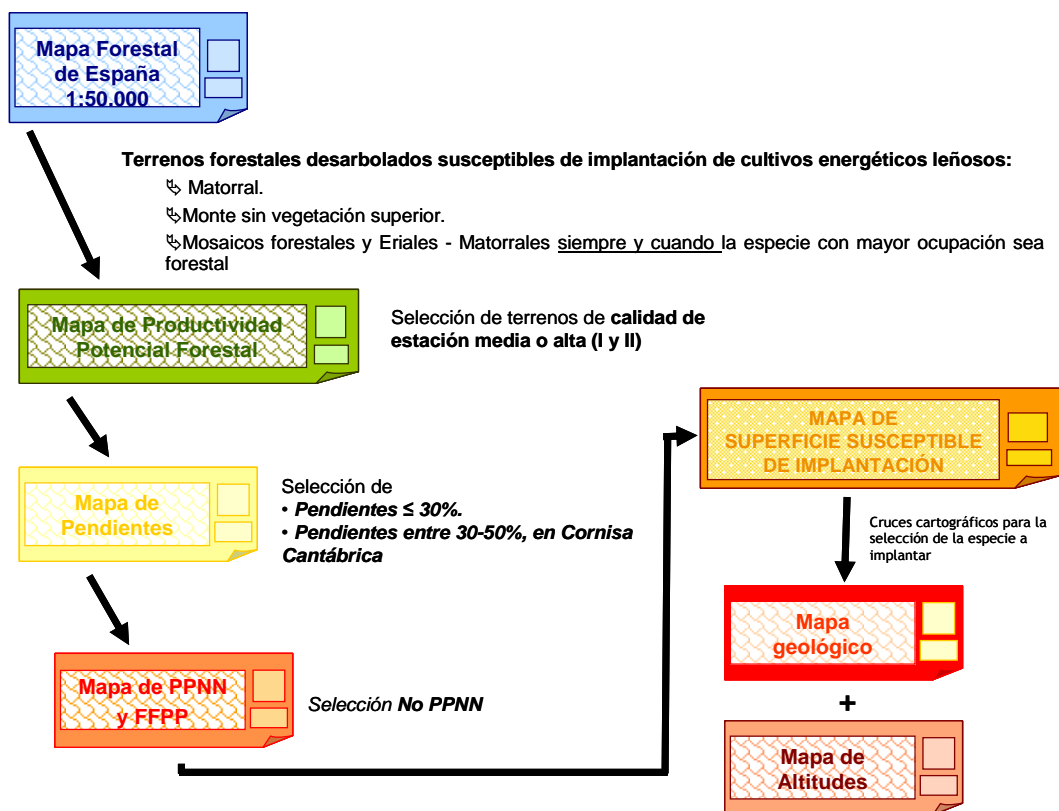 Mapa Forestal
de España
1:50.000
Terrenos forestales desarbolados susceptibles de implantación de cultivos energéticos leñosos:
Matorral.
Monte sin vegetación superior.
Mosaicos forestales y Eriales - Matorrales siempre y cuando la especie con mayor ocupación sea
forestal
Mapa de Productividad
Potencial Forestal
Selección de terrenos de calidad de
estación media o alta (I y II)
Mapa de
Pendientes
Selección de
• Pendientes ≤ 30%.
• Pendientes entre 30-50%, en Cornisa
Cantábrica
Mapa de PPNN
y FFPP
Selección No PPNN
MAPA DE
SUPERFICIE SUSCEPTIBLE
DE IMPLANTACIÓN
Cruces cartográficos para la
selección de la especie a
implantar
Mapa
geológico
+
Mapa de
Altitudes